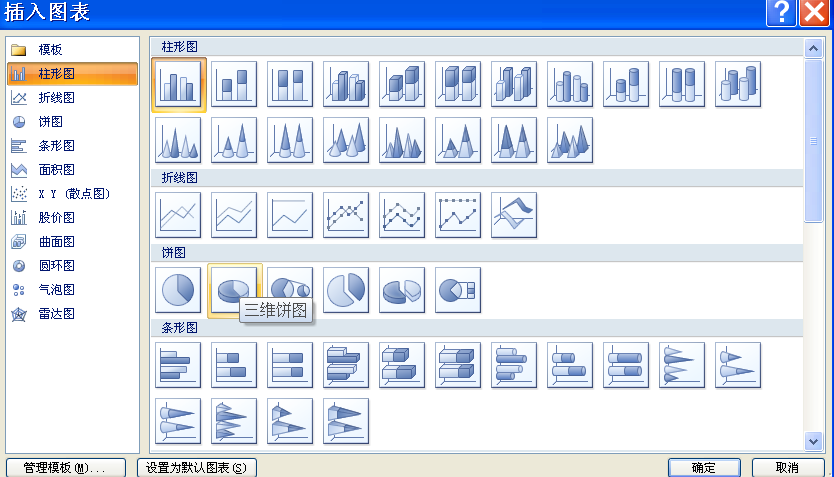 插入图表
模板
柱形图
折线图
饼图
条形图
面积图
X Y (散点图)
股价图
曲面图
圆环图
气泡图
雷达图
柱形图
折线图
饼图
三维饼图
条形图
管理模板(M)...
设置为默认图表(S)
确定
取消